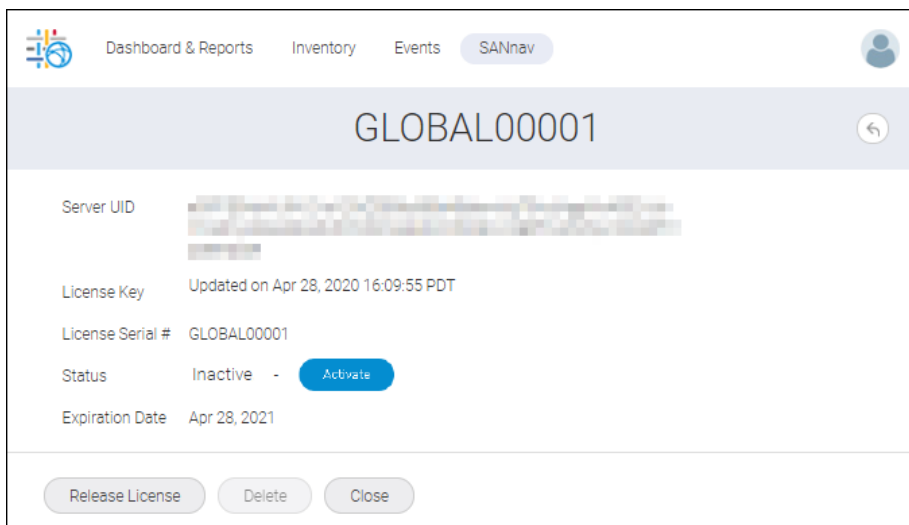 Dashboard & Reports Inventory Events SANnav
GLOBAL00001
Server UID
License Key Updated on Apr 28, 2020 16:09:55 PDT
License Serial # GLOBAL00001
Status Inactive - Activate
Expiration Date Apr 28, 2021
Release License Delete Close